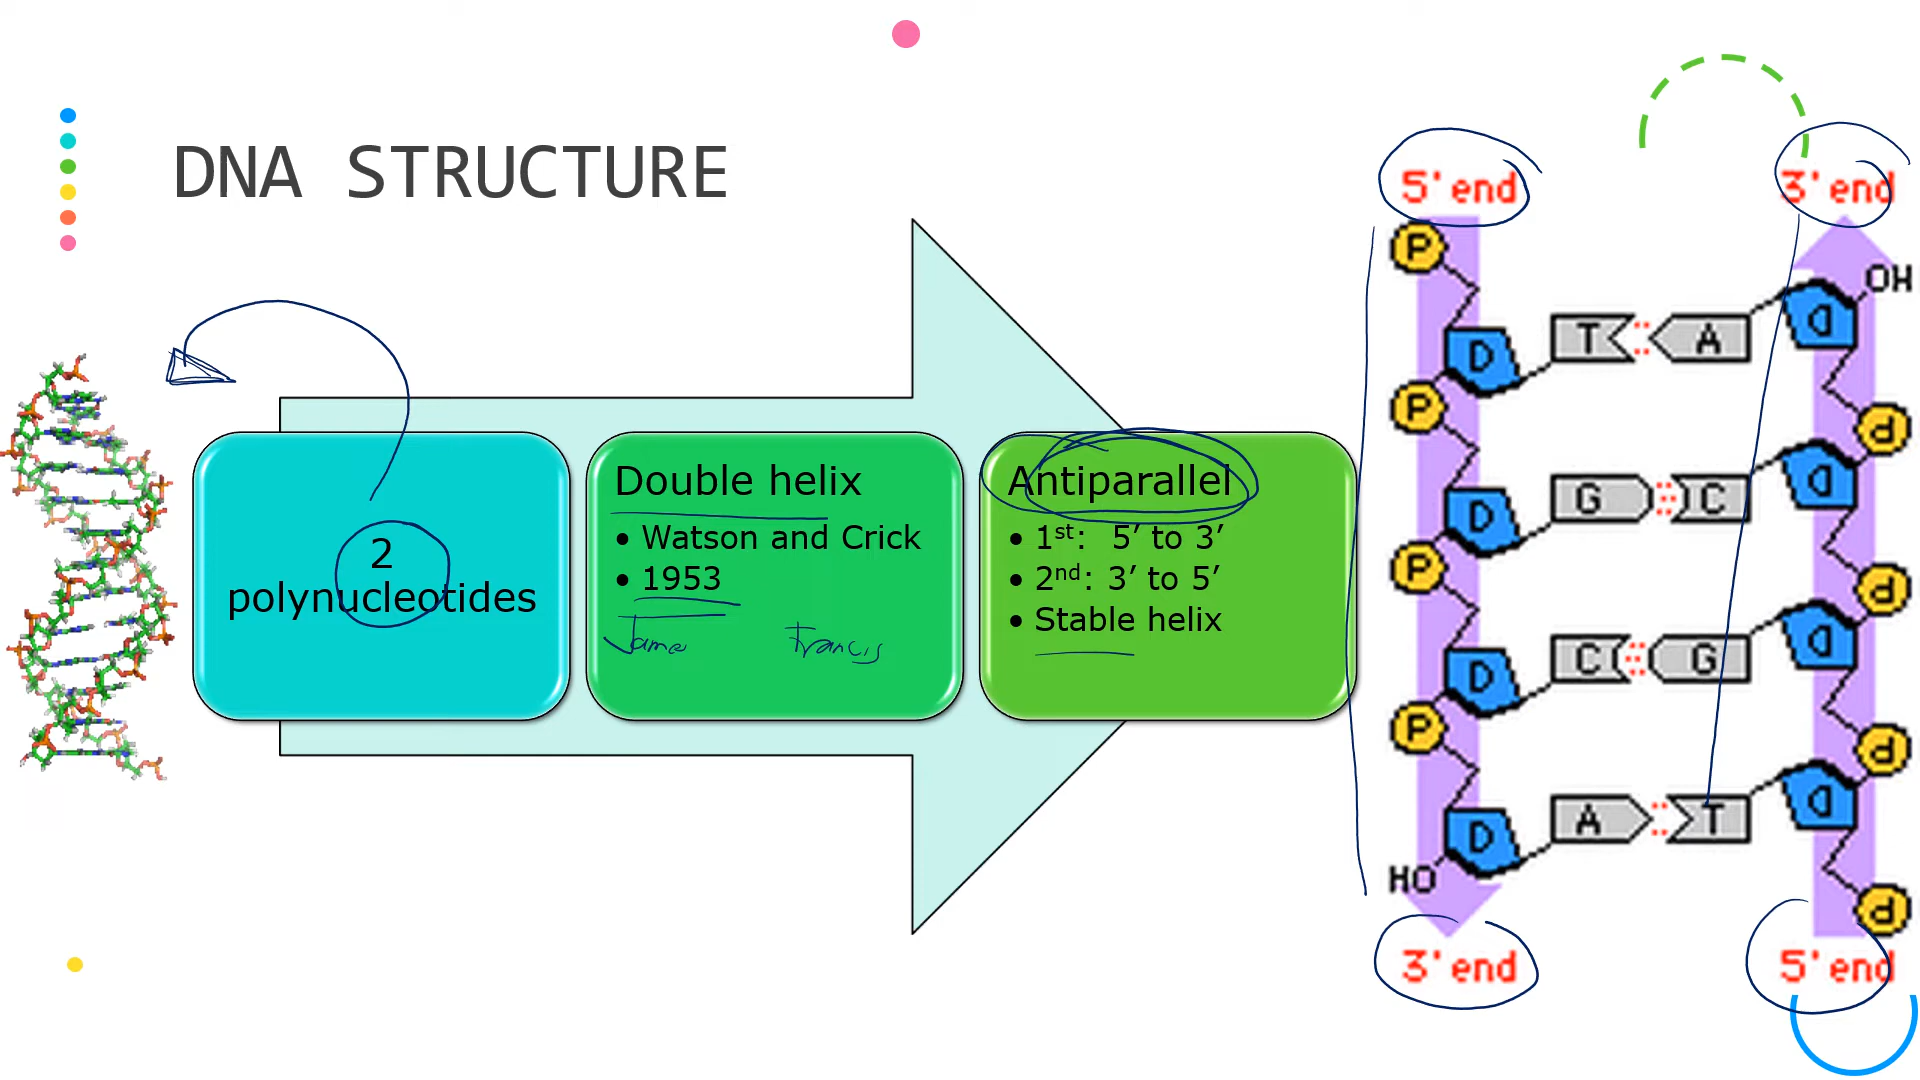 DNA STRUCTURE
2
polynucleotides
Double helix
• Watson and Crick
• 1953
James Francis
Antiparallel
• 1st: 5’ to 3’
• 2nd: 3’ to 5’
• Stable helix
5'end 3'end
P
OH
D T A D
P P
D G C D
P P
D C G D
P P
D A T D
HO P
3'end 5'end